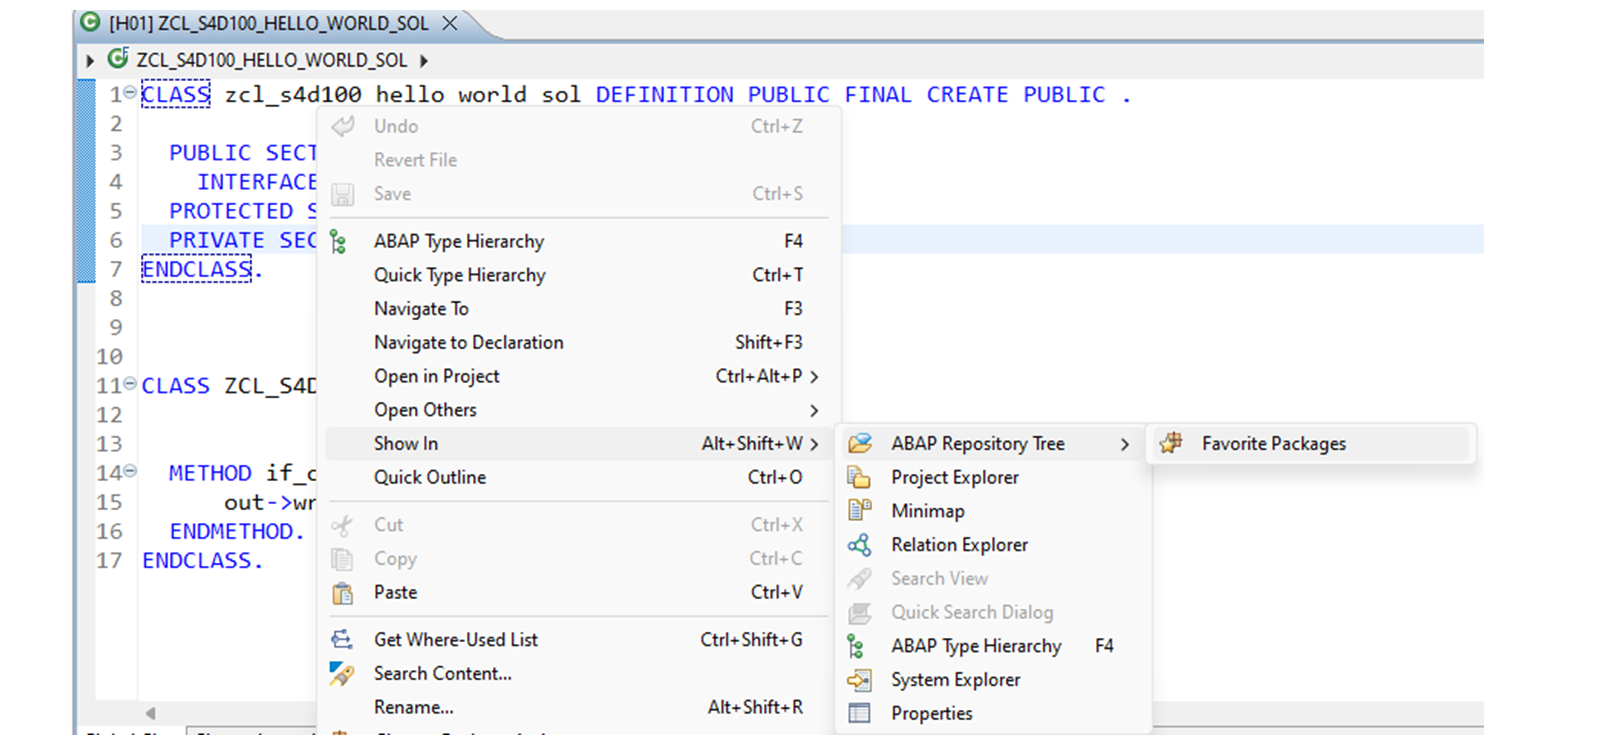 [H01] ZCL_S4D100_HELLO_WORLD_SOL
ZCL_S4D100_HELLO_WORLD_SOL
1 CLASS zcl_s4d100 hello world sol DEFINITION PUBLIC FINAL CREATE PUBLIC .
2
3 PUBLIC SECT
4 INTERFACE
5 PROTECTED S
6 PRIVATE SEC
7 ENDCLASS.
8
9
10
11 CLASS ZCL_S4D
12
13
14 METHOD if_c
15 out->wr
16 ENDMETHOD.
17 ENDCLASS.
Undo Ctrl+Z
Revert File
Save Ctrl+S
ABAP Type Hierarchy F4
Quick Type Hierarchy Ctrl+T
Navigate To F3
Navigate to Declaration Shift+F3
Open in Project Ctrl+Alt+P
Open Others
Show In Alt+Shift+W
Quick Outline Ctrl+O
Cut Ctrl+X
Copy Ctrl+C
Paste Ctrl+V
Get Where-Used List Ctrl+Shift+G
Search Content...
Rename... Alt+Shift+R
ABAP Repository Tree
Project Explorer
Minimap
Relation Explorer
Search View
Quick Search Dialog
ABAP Type Hierarchy F4
System Explorer
Properties
Favorite Packages